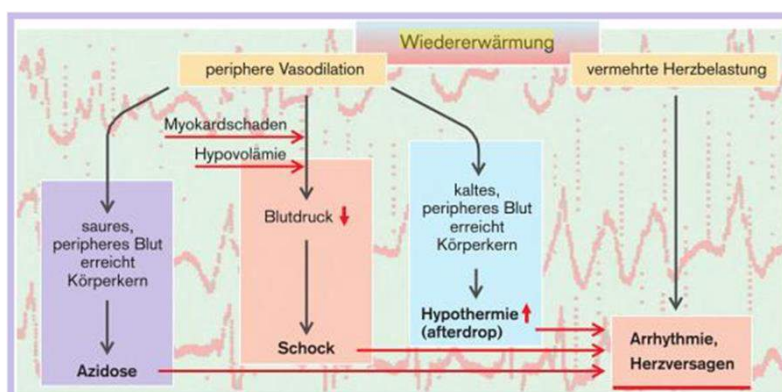 Wiedererwärmung
periphere Vasodilation
vermehrte Herzbelastung
Myokardschaden
Hypovolämie
saures,
peripheres Blut
erreicht
Körperkern
Azidose
Blutdruck
Schock
kaltes,
peripheres Blut
erreicht
Körperkern
Hypothermie
(afterdrop)
Arrhythmie,
Herzversagen